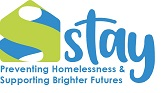 stay
Preventing Homelessness &
Supporting Brighter Futures